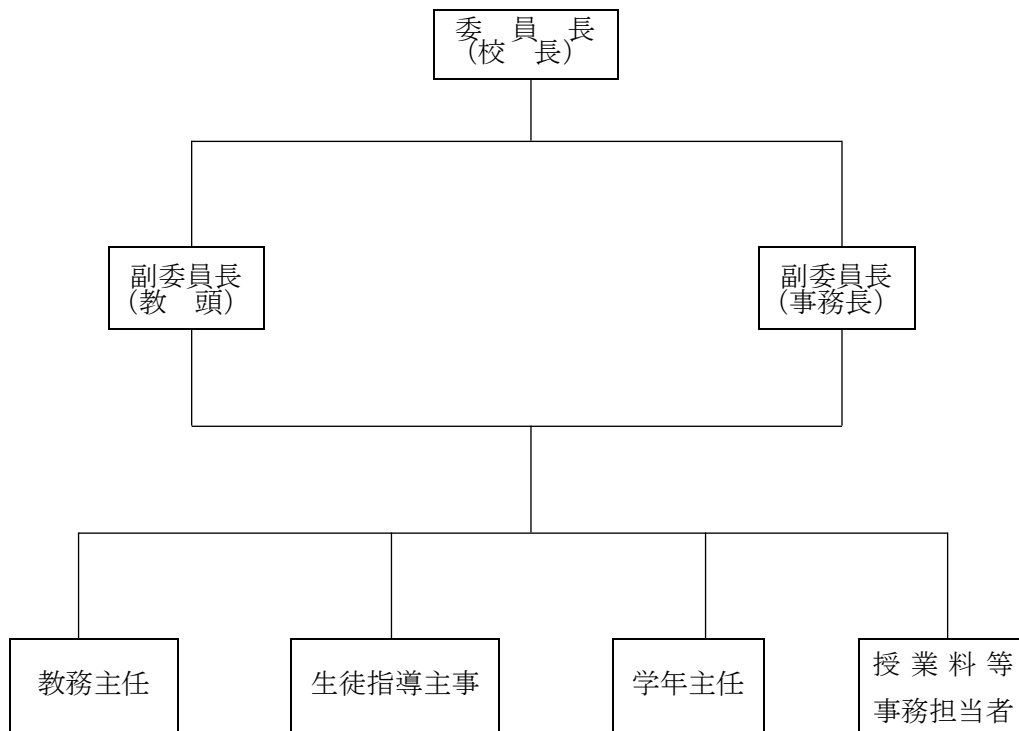 委　員　長
(校　長)
副委員長
(教　頭)
副委員長
(事務長)
教務主任
生徒指導主事
学年主任
授 業 料 等
事務担当者